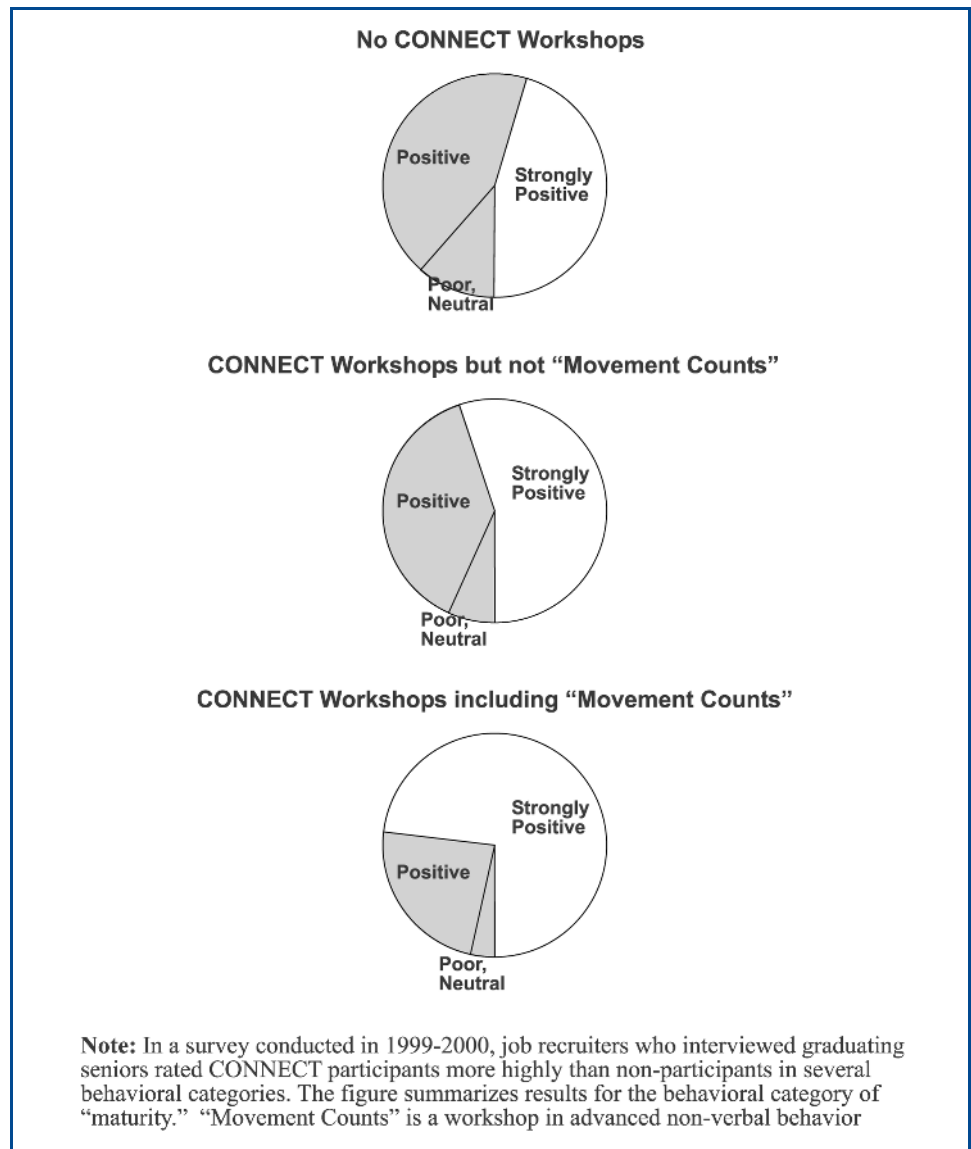 No CONNECT Workshops
Positive
Strongly
Positive
Poor,
Neutral
CONNECT Workshops but not “Movement Counts”
Strongly
Positive
Positive
Poor,
Neutral
CONNECT Workshops including “Movement Counts”
Strongly
Positive
Positive
Poor,
Neutral
Note: In a survey conducted in 1999-2000, job recruiters who interviewed graduating
seniors rated CONNECT participants more highly than non-participants in several
behavioral categories. The figure summarizes results for the behavioral category of
“maturity.” “Movement Counts” is a workshop in advanced non-verbal behavior